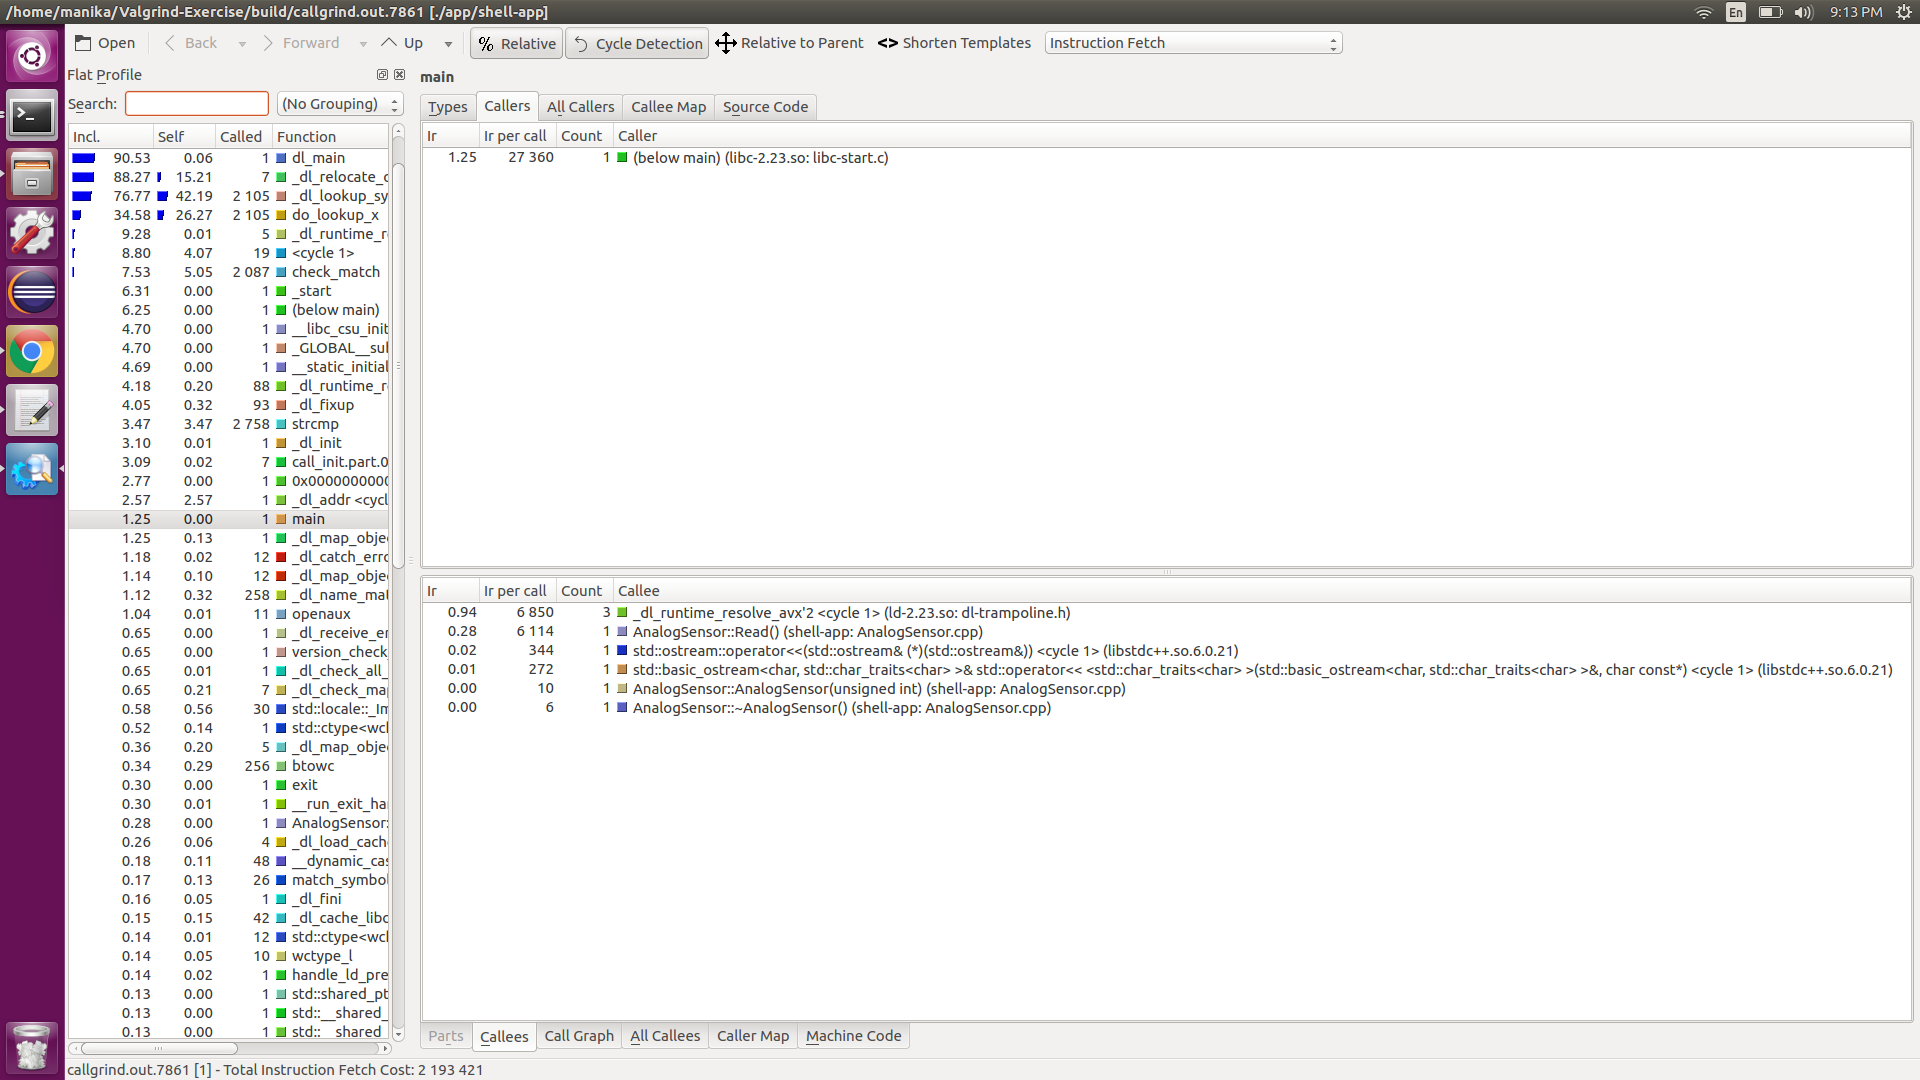 /home/manika/Valgrind-Exercise/build/callgrind.out.7861 [./app/shell-app]
En
9:13 PM
Open Back Forward Up % Relative Cycle Detection Relative to Parent <> Shorten Templates Instruction Fetch
Flat Profile
Search: (No Grouping)
Incl. Self Called Function
90.53 0.06 1 dl_main
88.27 15.21 7 _dl_relocate_o
76.77 42.19 2 105 _dl_lookup_sy
34.58 26.27 2 105 do_lookup_x
9.28 0.01 5 _dl_runtime_r
8.80 4.07 19 <cycle 1>
7.53 5.05 2 087 check_match
6.31 0.00 1 _start
6.25 0.00 1 (below main)
4.70 0.00 1 __libc_csu_init
4.70 0.00 1 _GLOBAL__sul
4.69 0.00 1 __static_initial
4.18 0.20 88 _dl_runtime_r
4.05 0.32 93 _dl_fixup
3.47 3.47 2 758 strcmp
3.10 0.01 1 _dl_init
3.09 0.02 7 call_init.part.0
2.77 0.00 1 0x0000000000
2.57 2.57 1 _dl_addr <cycl
1.25 0.00 1 main
1.25 0.13 1 _dl_map_obje
1.18 0.02 12 _dl_catch_erro
1.14 0.10 12 _dl_map_obje
1.12 0.32 258 _dl_name_mat
1.04 0.01 11 openaux
0.65 0.00 1 _dl_receive_er
0.65 0.00 1 version_check_
0.65 0.01 1 _dl_check_all_
0.65 0.21 7 _dl_check_map
0.58 0.56 30 std::locale::_Im
0.52 0.14 1 std::ctype<wcl
0.36 0.20 5 _dl_map_obje
0.34 0.29 256 btowc
0.30 0.00 1 exit
0.30 0.01 1 __run_exit_ha
0.28 0.00 1 AnalogSensor:
0.26 0.06 4 _dl_load_cach
0.18 0.11 48 __dynamic_cas
0.17 0.13 26 match_symbol
0.16 0.05 1 _dl_fini
0.15 0.15 42 _dl_cache_libc
0.14 0.01 12 std::ctype<wcl
0.14 0.05 10 wctype_l
0.14 0.02 1 handle_ld_pre
0.13 0.00 1 std::shared_pt
0.13 0.00 1 std::__shared_
0.13 0.00 1 std::__shared_
main
Types Callers All Callers Callee Map Source Code
Ir Ir per call Count Caller
1.25 27 360 1 (below main) (libc-2.23.so: libc-start.c)
Ir Ir per call Count Callee
0.94 6 850 3 _dl_runtime_resolve_avx'2 <cycle 1> (ld-2.23.so: dl-trampoline.h)
0.28 6 114 1 AnalogSensor::Read() (shell-app: AnalogSensor.cpp)
0.02 344 1 std::ostream::operator<<(std::ostream& (*)(std::ostream&)) <cycle 1> (libstdc++.so.6.0.21)
0.01 272 1 std::basic_ostream<char, std::char_traits<char> >& std::operator<< <std::char_traits<char> >(std::basic_ostream<char, std::char_traits<char> >&, char const*) <cycle 1> (libstdc++.so.6.0.21)
0.00 10 1 AnalogSensor::AnalogSensor(unsigned int) (shell-app: AnalogSensor.cpp)
0.00 6 1 AnalogSensor::~AnalogSensor() (shell-app: AnalogSensor.cpp)
Parts Callees Call Graph All Callees Caller Map Machine Code
callgrind.out.7861 [1] - Total Instruction Fetch Cost: 2 193 421